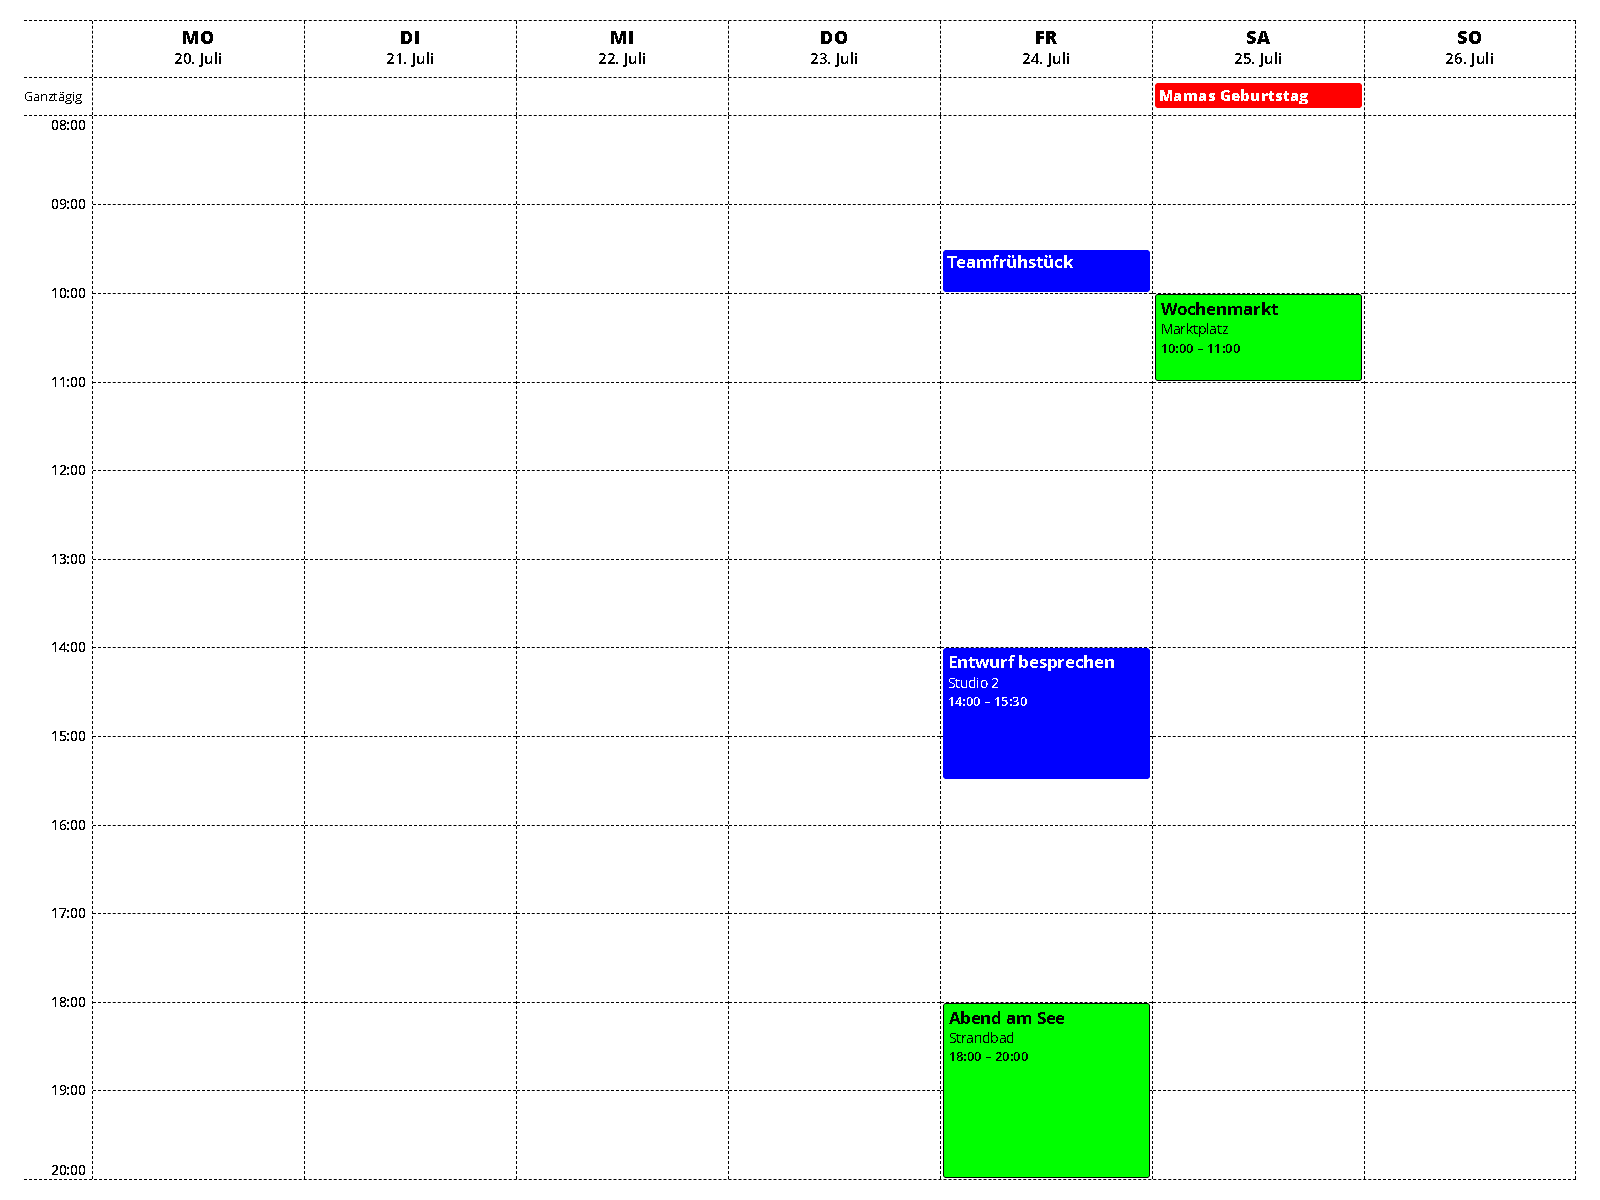 MO
20. Juli
DI
21. Juli
MI
22. Juli
DO
23. Juli
FR
24. Juli
SA
25. Juli
SO
26. Juli
Ganztägig
Mamas Geburtstag
08:00
09:00
Teamfrühstück
10:00
Wochenmarkt
Marktplatz
10:00 – 11:00
11:00
12:00
13:00
14:00
Entwurf besprechen
Studio 2
14:00 – 15:30
15:00
16:00
17:00
18:00
Abend am See
Strandbad
18:00 – 20:00
19:00
20:00